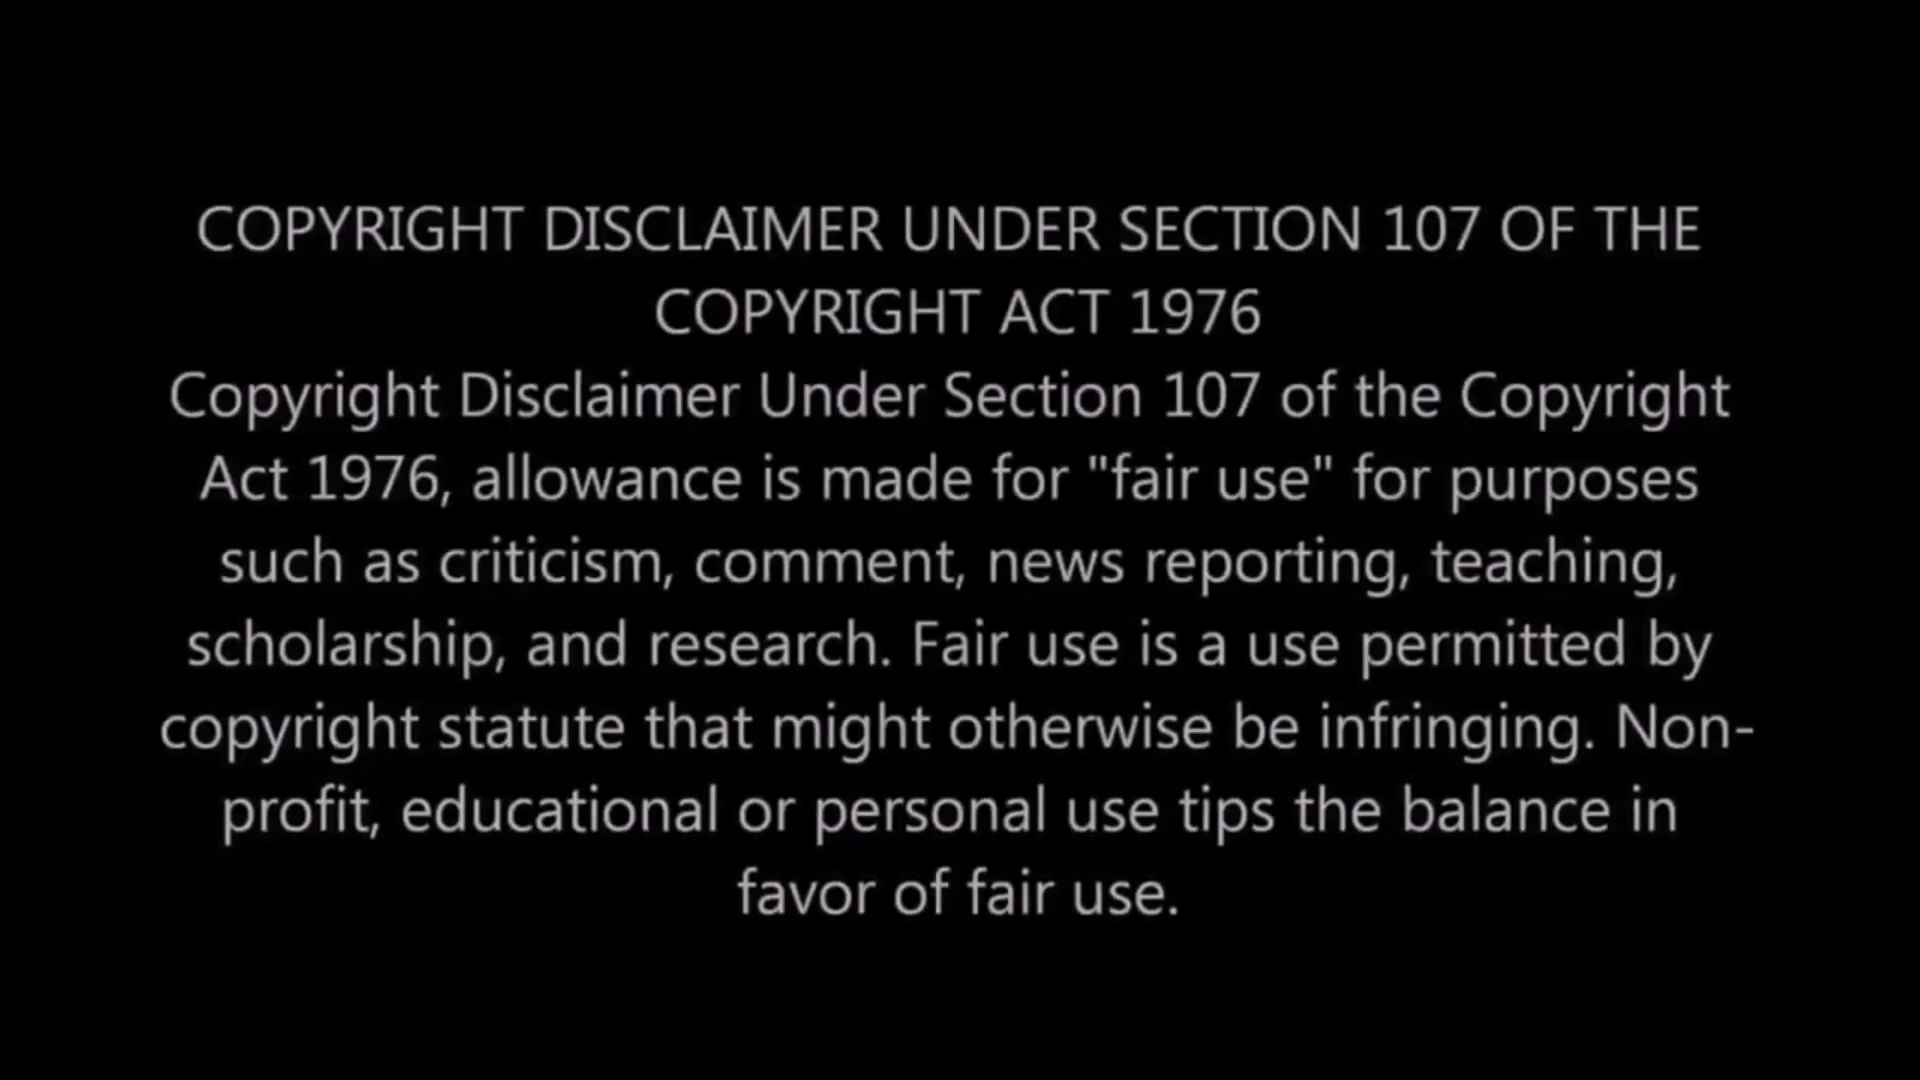 COPYRIGHT DISCLAIMER UNDER SECTION 107 OF THE
COPYRIGHT ACT 1976
Copyright Disclaimer Under Section 107 of the Copyright
Act 1976, allowance is made for "fair use" for purposes
such as criticism, comment, news reporting, teaching,
scholarship, and research. Fair use is a use permitted by
copyright statute that might otherwise be infringing. Non-
profit, educational or personal use tips the balance in
favor of fair use.